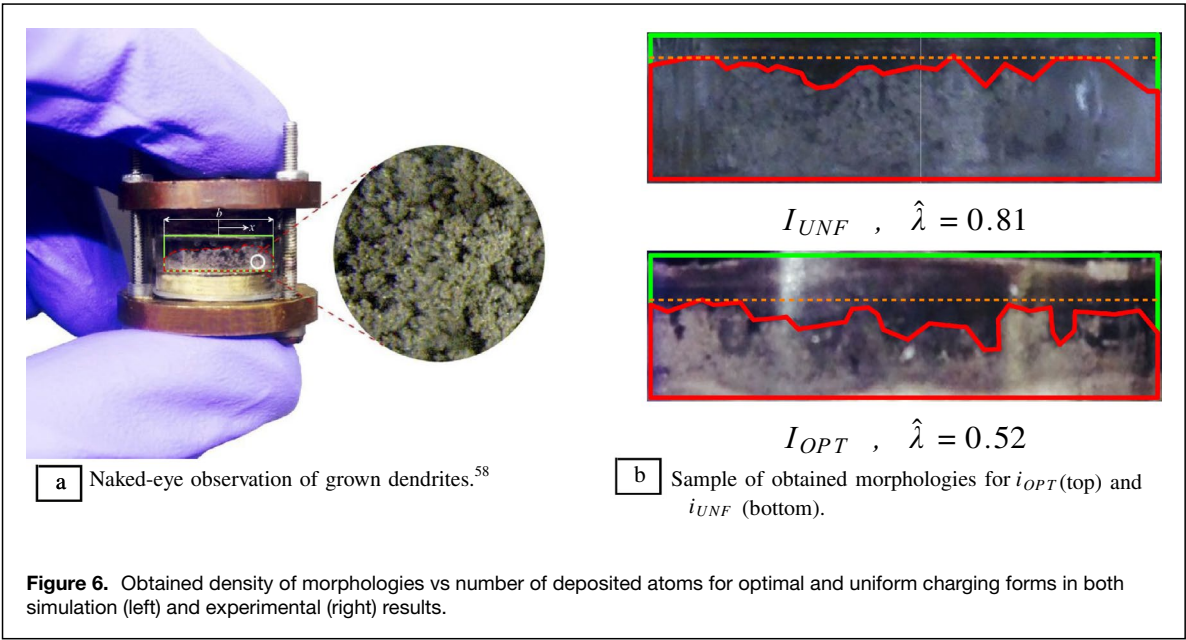 b
x
I_UNF , λ̂ = 0.81
I_OPT , λ̂ = 0.52
a Naked-eye observation of grown dendrites.⁵⁸
b Sample of obtained morphologies for i_OPT (top) and
i_UNF (bottom).
Figure 6. Obtained density of morphologies vs number of deposited atoms for optimal and uniform charging forms in both
simulation (left) and experimental (right) results.